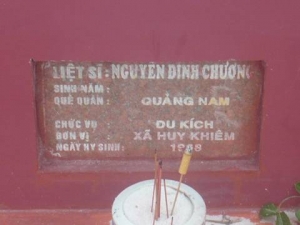 LIỆT SĨ : NGUYỄN ĐÌNH CHƯƠNG
SINH NĂM :
QUÊ QUÁN : QUẢNG NAM
CHỨC VỤ DU KÍCH
ĐƠN VỊ : XÃ HUY KHIÊM
NGÀY HY SINH: 1968